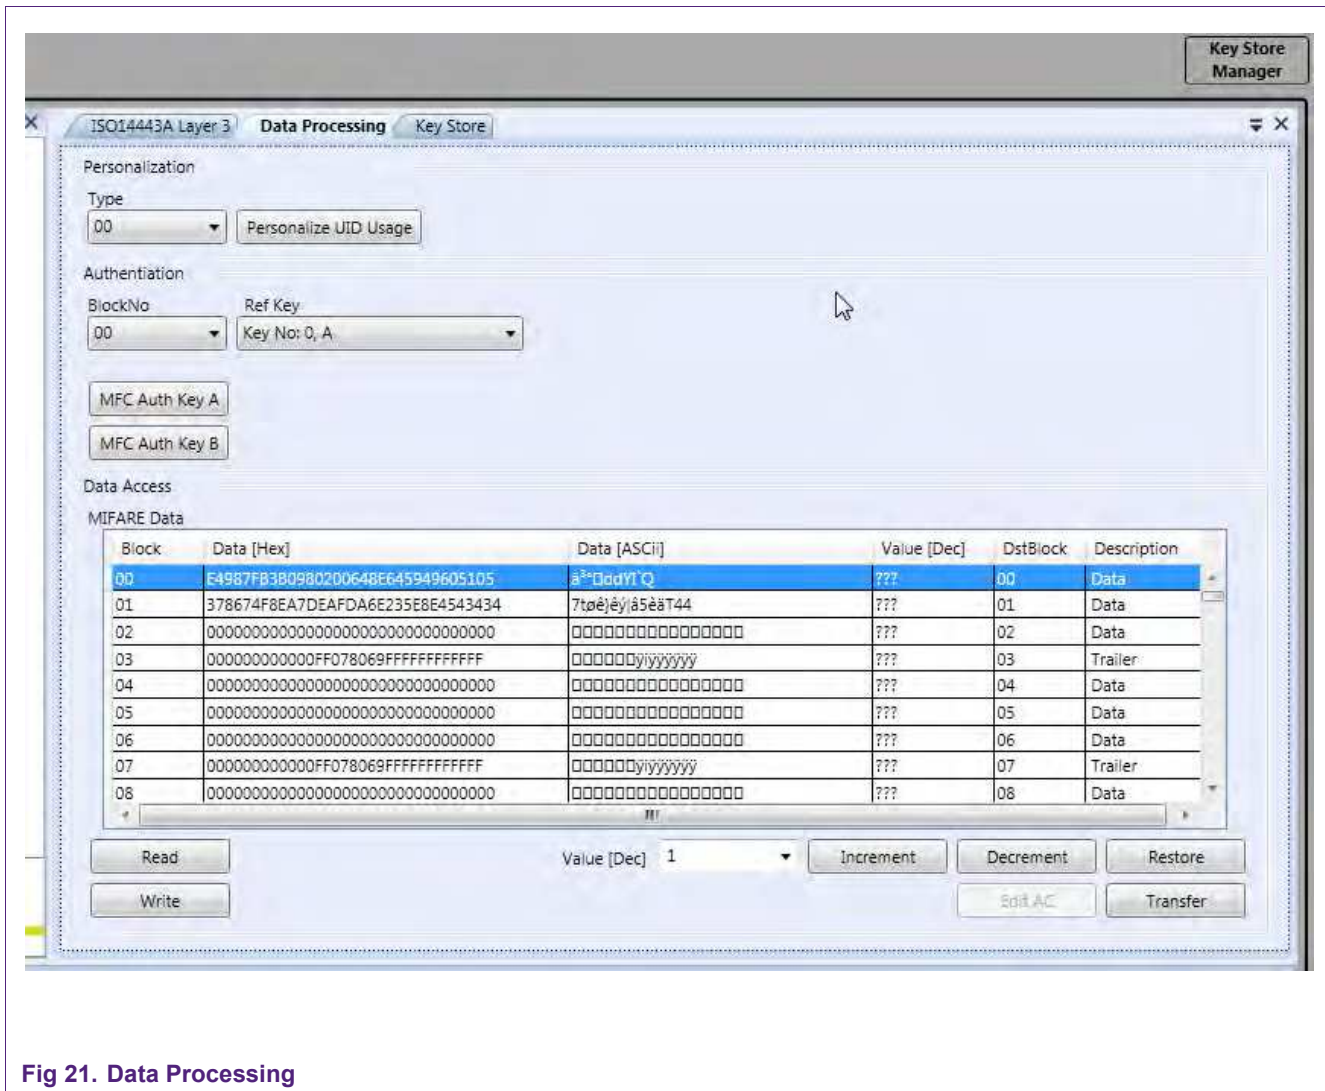 Key Store
Manager
ISO14443A Layer 3 Data Processing Key Store
Personalization
Type
00 Personalize UID Usage
Authentiation
BlockNo Ref Key
00 Key No: 0, A
MFC Auth Key A
MFC Auth Key B
Data Access
MIFARE Data
Block Data [Hex] Data [ASCii] Value [Dec] DstBlock Description
00 E4987FB3B0980200648E645949605105 ??? 00 Data
01 378674F8EA7DEAFDA6E235E8E4543434 ??? 01 Data
02 00000000000000000000000000000000 □□□□□□□□□□□□□□□□ ??? 02 Data
03 000000000000FF078069FFFFFFFFFFFF □□□□□□ÿiÿÿÿÿÿÿ ??? 03 Trailer
04 00000000000000000000000000000000 □□□□□□□□□□□□□□□□ ??? 04 Data
05 00000000000000000000000000000000 □□□□□□□□□□□□□□□□ ??? 05 Data
06 00000000000000000000000000000000 □□□□□□□□□□□□□□□□ ??? 06 Data
07 000000000000FF078069FFFFFFFFFFFF □□□□□□ÿiÿÿÿÿÿÿ ??? 07 Trailer
08 00000000000000000000000000000000 □□□□□□□□□□□□□□□□ ??? 08 Data
Read Value [Dec] 1 Increment Decrement Restore
Write Edit AC Transfer
Fig 21. Data Processing